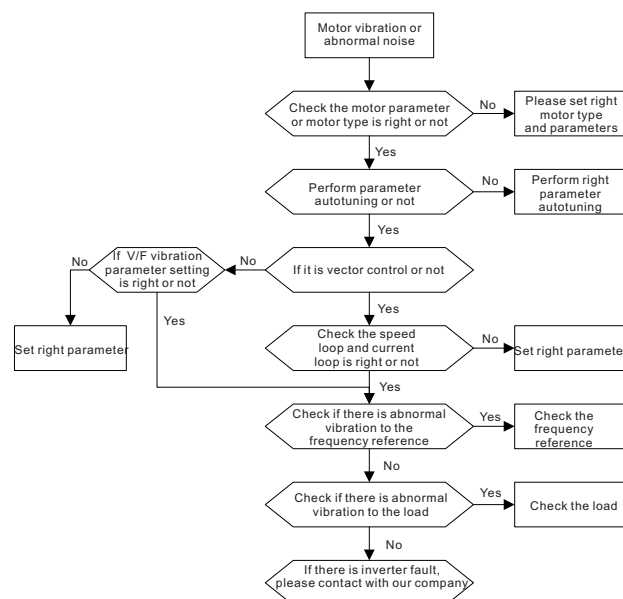 Motor vibration or
abnormal noise
Check the motor parameter
or motor type is right or not
No
Please set right
motor type
and parameters
Yes
Perform parameter
autotuning or not
No
Perform right
parameter
autotuning
Yes
If V/F vibration
parameter setting
is right or not
No
No
If it is vector control or not
Yes
Yes
Set right parameter
Check the speed
loop and current
loop is right or not
No
Set right paramete
Yes
Check if there is abnormal
vibration to the
frequency reference
Yes
Check the
frequency
reference
No
Check if there is abnormal
vibration to the load
Yes
Check the load
No
If there is inverter fault,
please contact with our company